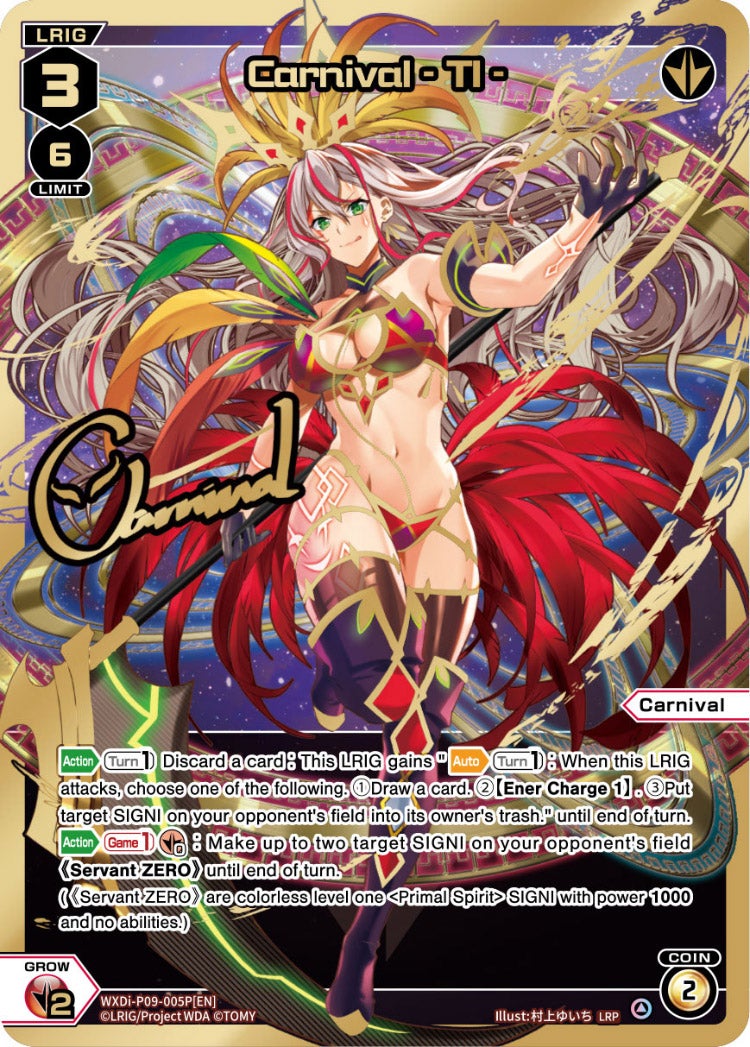 LRIG
3
Carnival - TI -
6
LIMIT
Carnival
Carnival
Action Turn 1 Discard a card : This LRIG gains " Auto Turn 1 : When this LRIG
attacks, choose one of the following. ①Draw a card. ②【Ener Charge 1】. ③Put
target SIGNI on your opponent's field into its owner's trash." until end of turn.
Action Game 1 0 : Make up to two target SIGNI on your opponent's field
《Servant ZERO》 until end of turn.
(《Servant ZERO》 are colorless level one <Primal Spirit> SIGNI with power 1000
and no abilities.)
GROW
2
COIN
2
WXDi-P09-005P[EN]
©LRIG/Project WDA ©TOMY
Illust:村上ゆいち LRP